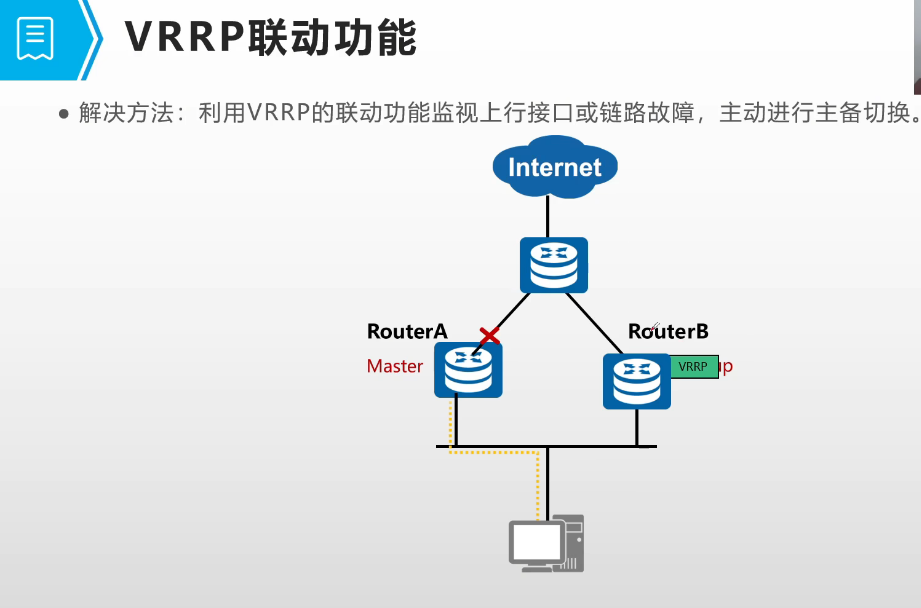 VRRP联动功能
● 解决方法：利用VRRP的联动功能监视上行接口或链路故障，主动进行主备切换。
Internet
RouterA
RouterB
Master
VRRP
up